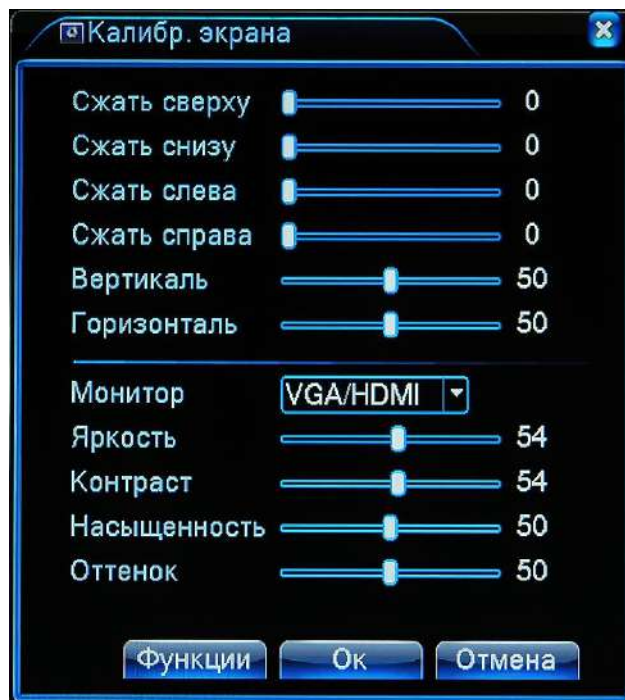 Калибр. экрана
Сжать сверху 0
Сжать снизу 0
Сжать слева 0
Сжать справа 0
Вертикаль 50
Горизонталь 50
Монитор VGA/HDMI
Яркость 54
Контраст 54
Насыщенность 50
Оттенок 50
Функции Ок Отмена